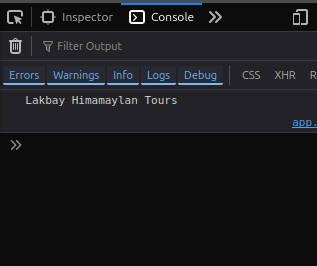 Inspector
Console
Filter Output
Errors Warnings Info Logs Debug CSS XHR R
Lakbay Himamaylan Tours
app.